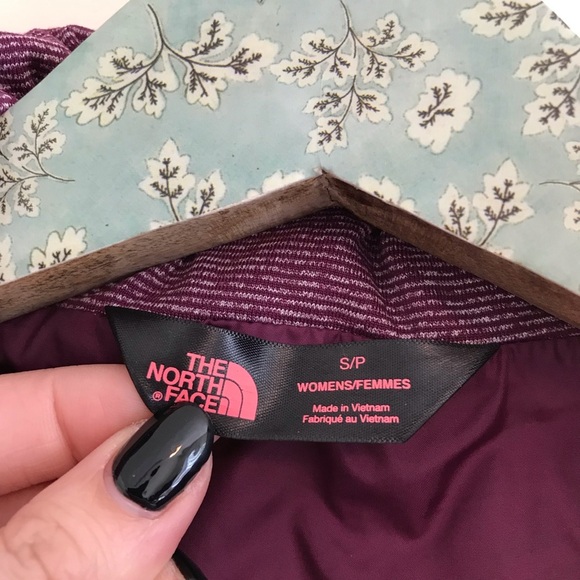 THE
NORTH
FACE®
S/P
WOMENS/FEMMES
Made in Vietnam
Fabriqué au Vietnam